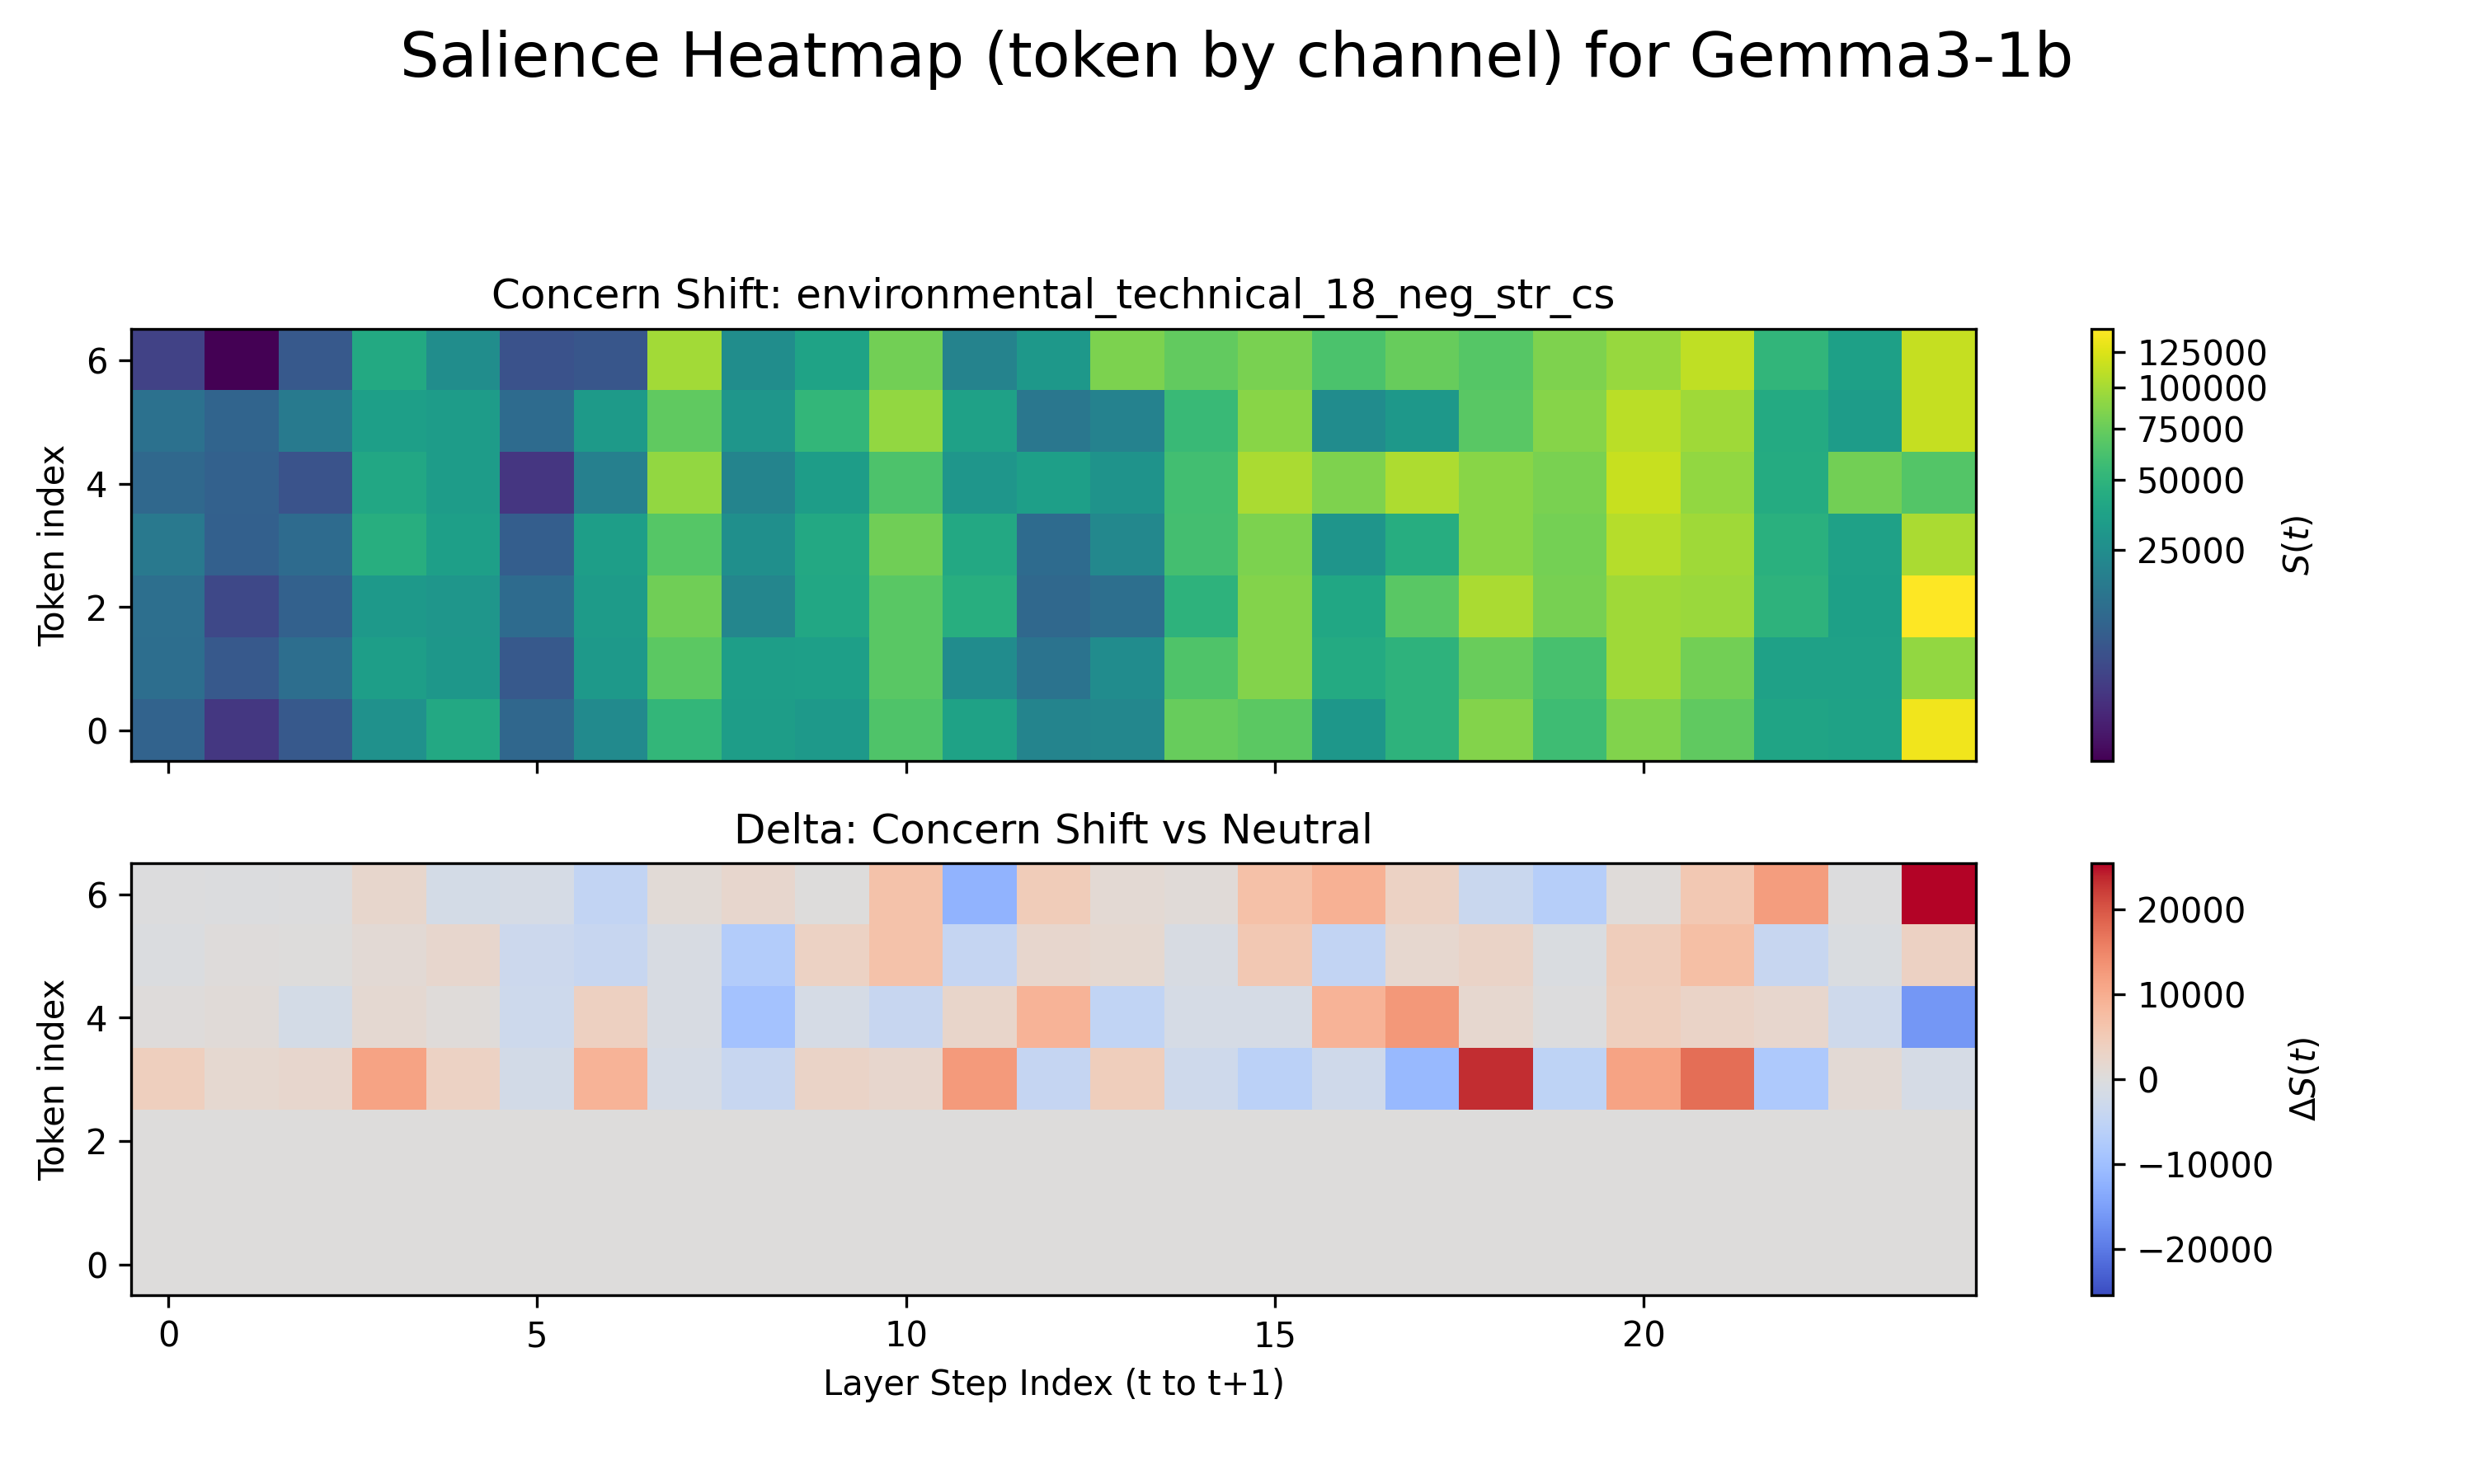 Salience Heatmap (token by channel) for Gemma3-1b
Concern Shift: environmental_technical_18_neg_str_cs
Token index
6
4
2
0
125000
100000
75000
50000
25000
S(t)
Delta: Concern Shift vs Neutral
Token index
6
4
2
0
20000
10000
0
−10000
−20000
ΔS(t)
0 5 10 15 20
Layer Step Index (t to t+1)